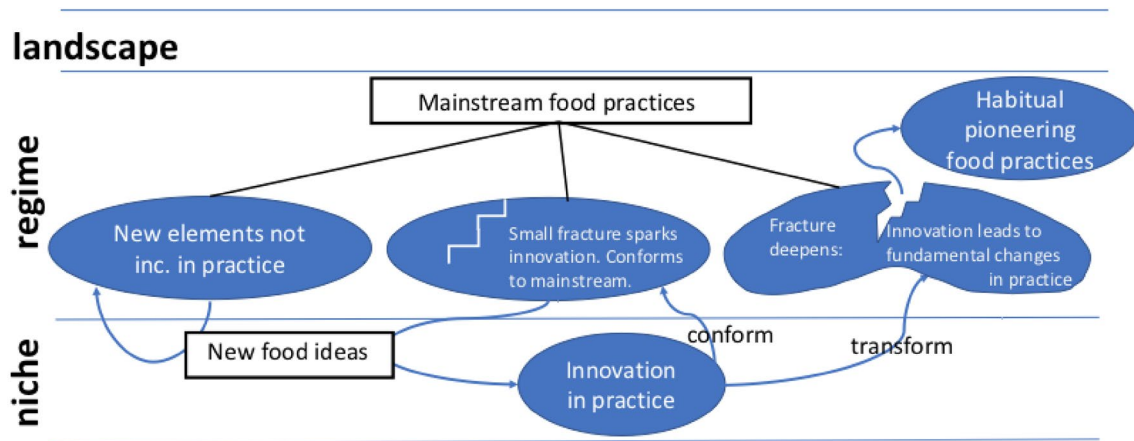 landscape
Mainstream food practices
Habitual
pioneering
food practices
regime
New elements not
inc. in practice
Small fracture sparks
innovation. Conforms
to mainstream.
Fracture
deepens:
Innovation leads to
fundamental changes
in practice
niche
New food ideas
conform
transform
Innovation
in practice